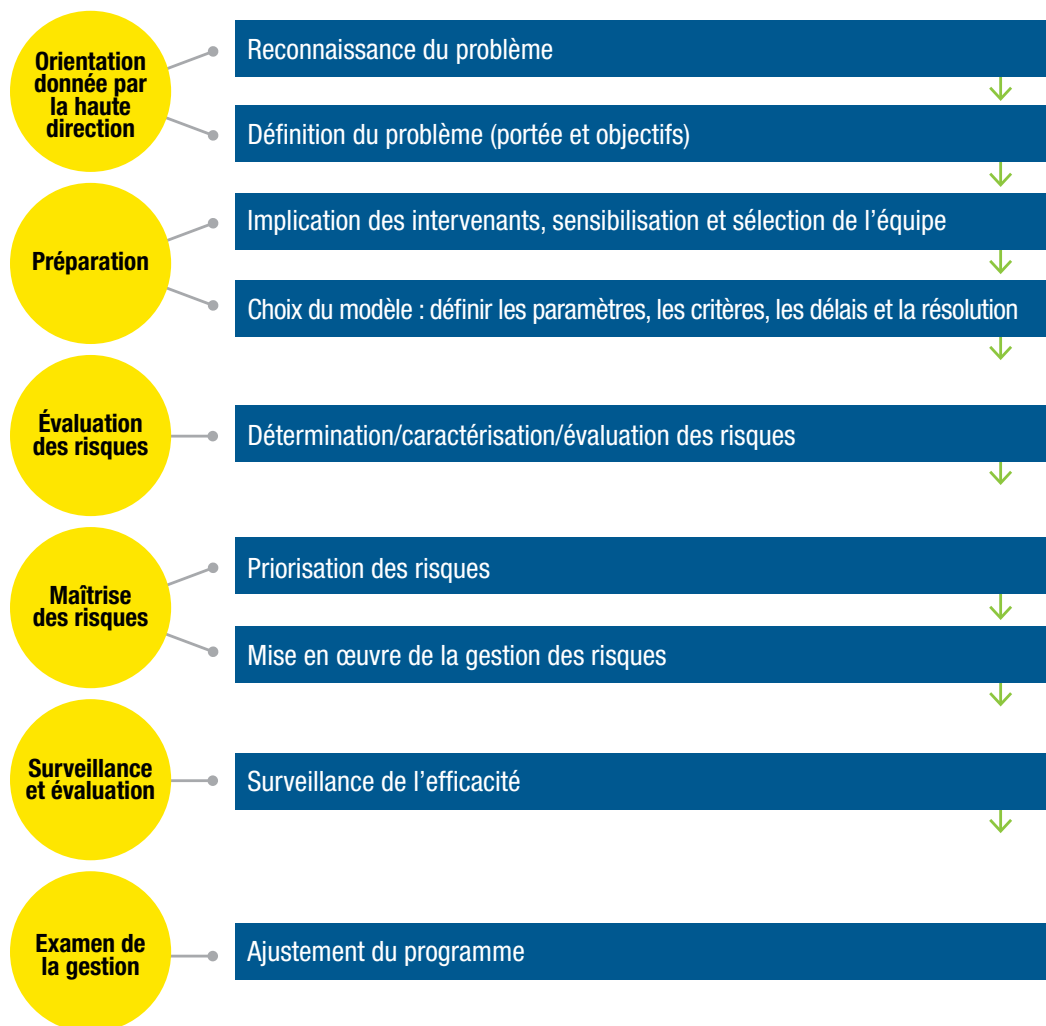 Orientation
donnée par
la haute
direction
Reconnaissance du problème
Définition du problème (portée et objectifs)
Préparation
Implication des intervenants, sensibilisation et sélection de l’équipe
Choix du modèle : définir les paramètres, les critères, les délais et la résolution
Évaluation
des risques
Détermination/caractérisation/évaluation des risques
Maîtrise
des risques
Priorisation des risques
Mise en œuvre de la gestion des risques
Surveillance
et évaluation
Surveillance de l’efficacité
Examen de
la gestion
Ajustement du programme